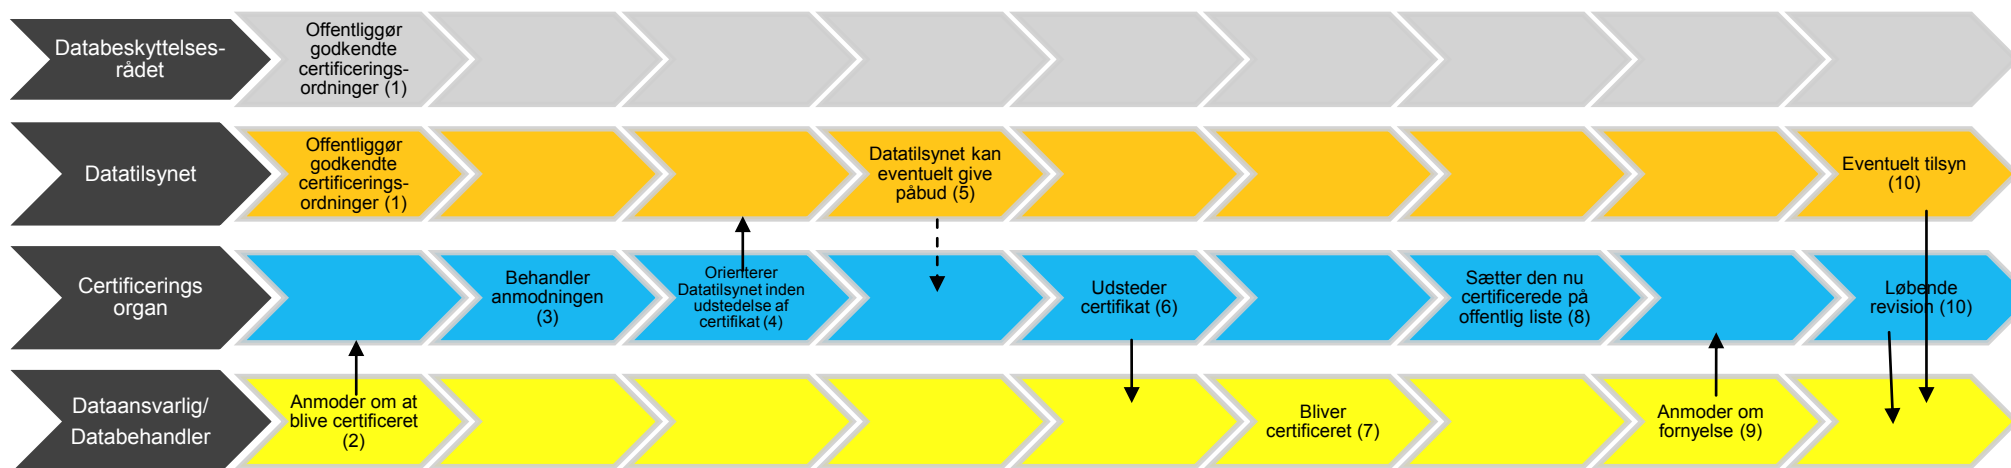 Databeskyttelses-
rådet
Offentliggør
godkendte
certificerings-
ordninger (1)
Datatilsynet
Offentliggør
godkendte
certificerings-
ordninger (1)
Datatilsynet kan
eventuelt give
påbud (5)
Eventuelt tilsyn
(10)
Certificerings
organ
Behandler
anmodningen
(3)
Orienterer
Datatilsynet inden
udstedelse af
certifikat (4)
Udsteder
certifikat (6)
Sætter den nu
certificerede på
offentlig liste (8)
Løbende
revision (10)
Dataansvarlig/
Databehandler
Anmoder om at
blive certificeret
(2)
Bliver
certificeret (7)
Anmoder om
fornyelse (9)